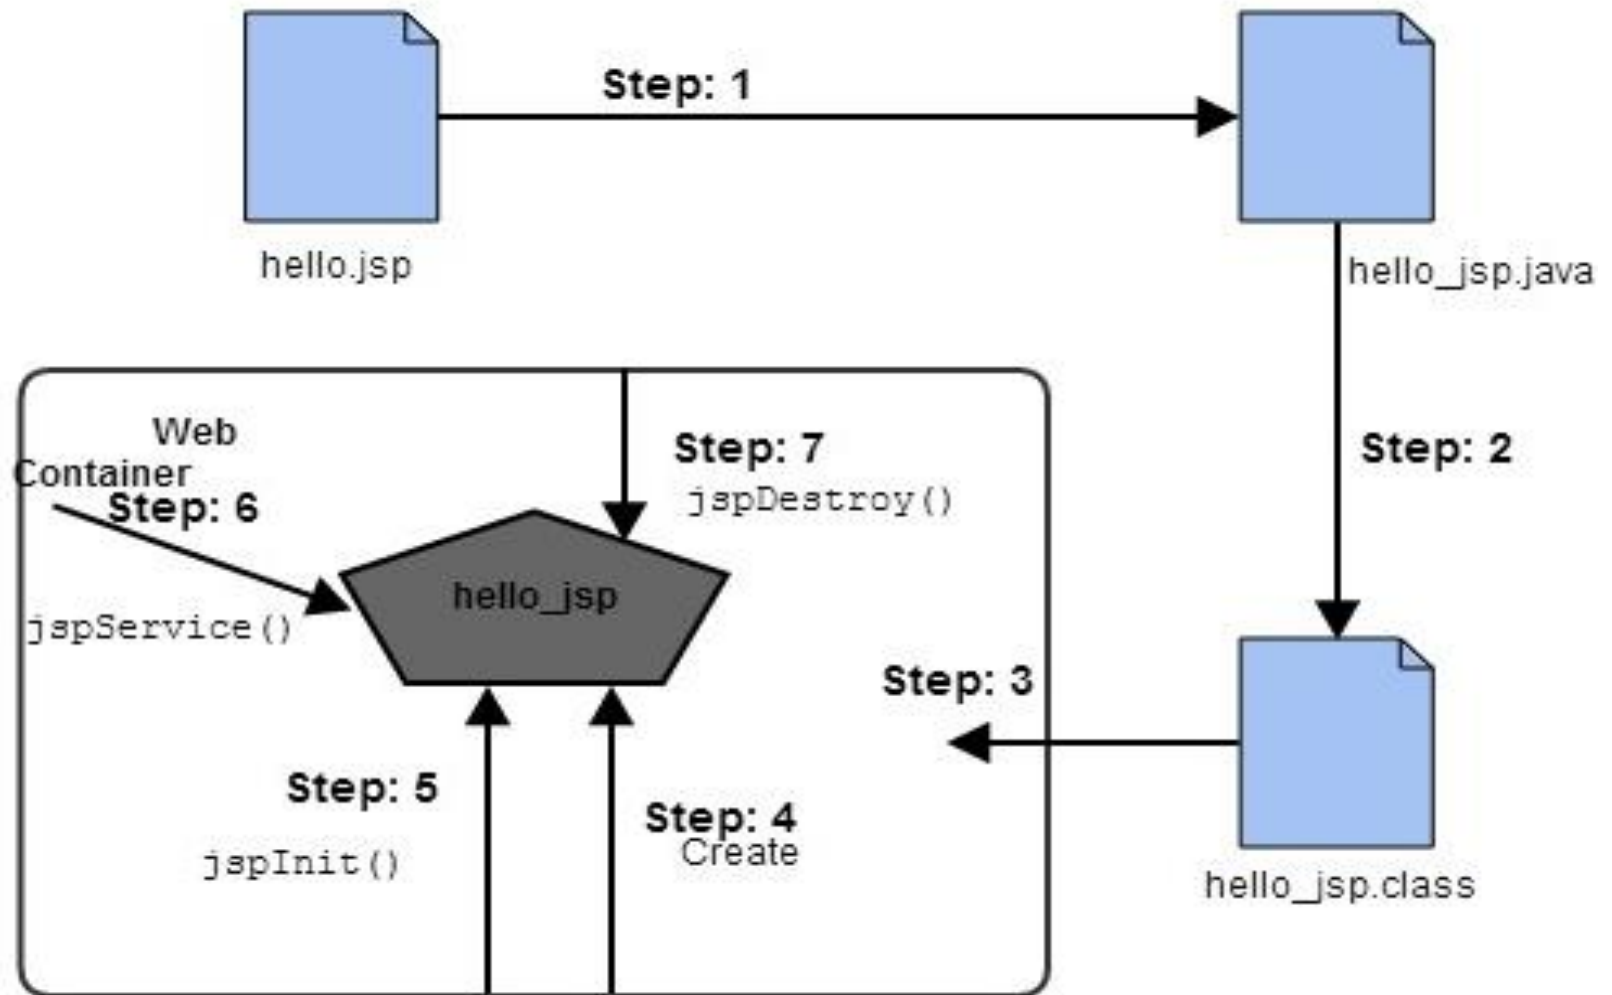 Step: 1
hello.jsp
hello_jsp.java
Web
Container
Step: 6
Step: 7
jspDestroy()
Step: 2
hello_jsp
jspService()
Step: 3
Step: 5
Step: 4
Create
jspInit()
hello_jsp.class